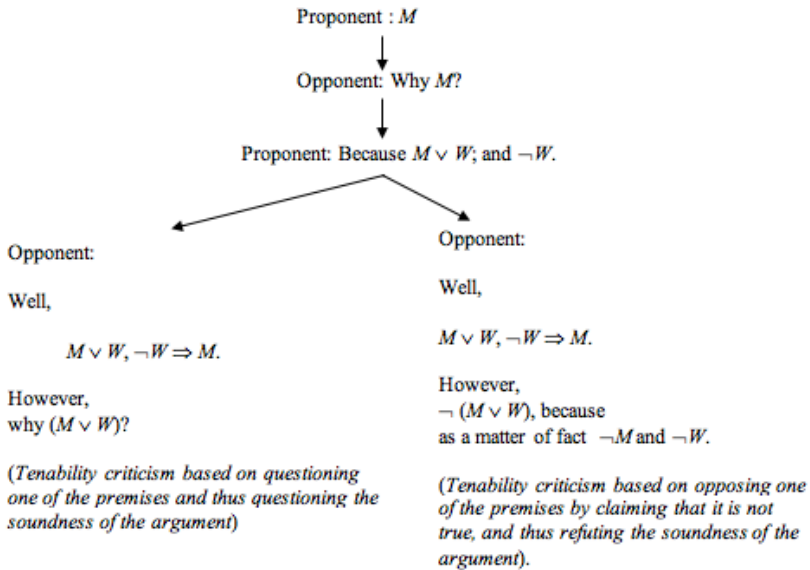 Proponent : M
Opponent: Why M?
Proponent: Because M ∨ W; and ¬W.
Opponent:
Well,
M ∨ W, ¬W ⇒ M.
However,
why (M ∨ W)?
(Tenability criticism based on questioning
one of the premises and thus questioning the
soundness of the argument)
Opponent:
Well,
M ∨ W, ¬W ⇒ M.
However,
¬ (M ∨ W), because
as a matter of fact ¬M and ¬W.
(Tenability criticism based on opposing one
of the premises by claiming that it is not
true, and thus refuting the soundness of the
argument).